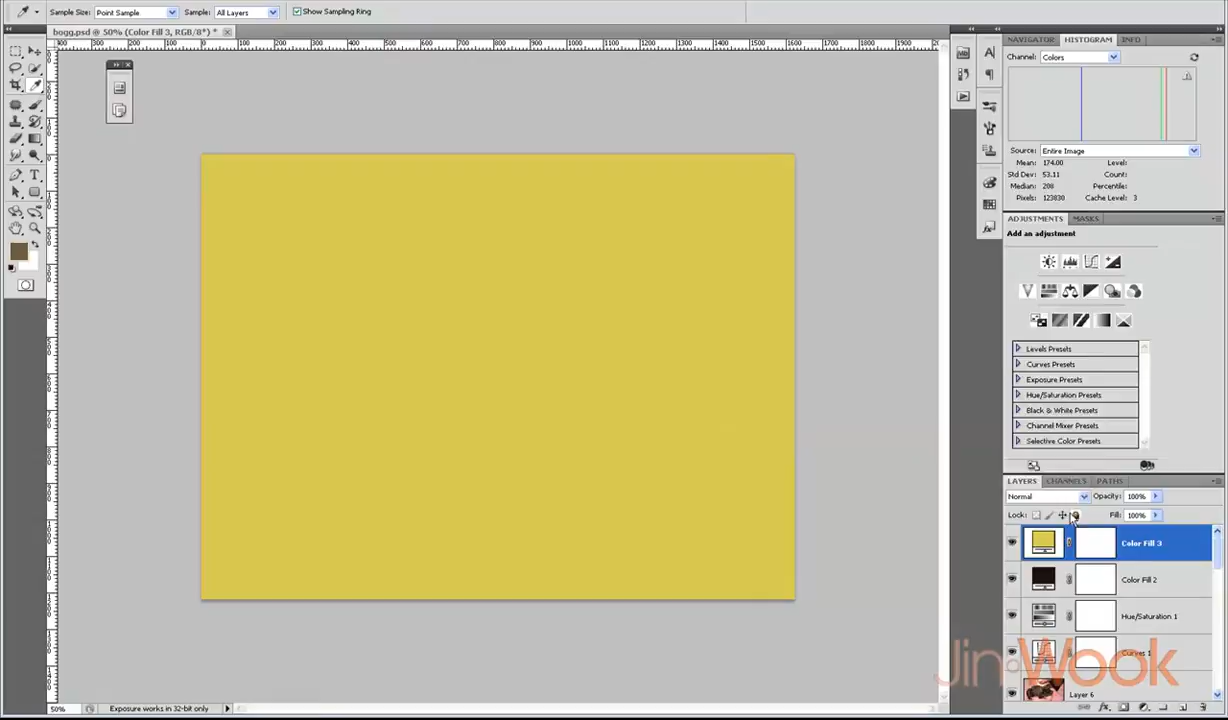 Sample Size: Point Sample Sample: All Layers Show Sampling Ring
bogg.psd @ 50% (Color Fill 3, RGB/8*) *
NAVIGATOR HISTOGRAM INFO
Channel: Colors
Source: Entire Image
Mean: 174.00 Level:
Std Dev: 53.11 Count:
Median: 208 Percentile:
Pixels: 123830 Cache Level: 3
ADJUSTMENTS MASKS
Add an adjustment
Levels Presets
Curves Presets
Exposure Presets
Hue/Saturation Presets
Black & White Presets
Channel Mixer Presets
Selective Color Presets
LAYERS CHANNELS PATHS
Normal Opacity: 100%
Lock: Fill: 100%
Color Fill 3
Color Fill 2
Hue/Saturation 1
Curves 1
Layer 6
JinWook
50% Exposure works in 32-bit only